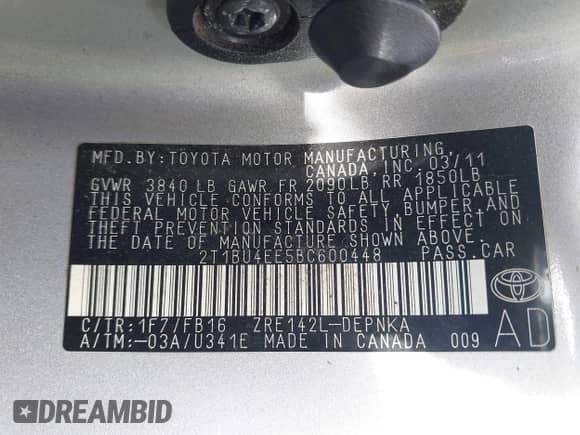 MFD. BY: TOYOTA MOTOR MANUFACTURING,
CANADA, INC. 03/11
GVWR 3840 LB GAWR FR 2090LB RR 1850LB
THIS VEHICLE CONFORMS TO ALL APPLICABLE
FEDERAL MOTOR VEHICLE SAFETY, BUMPER AND
THEFT PREVENTION STANDARDS IN EFFECT ON
THE DATE OF MANUFACTURE SHOWN ABOVE.
2T1BU4EE5BC600448 PASS.CAR
C/TR: 1F7/FB16 ZRE142L-DEPNKA
A/TM:-03A/U341E MADE IN CANADA 009
AD
DREAMBID